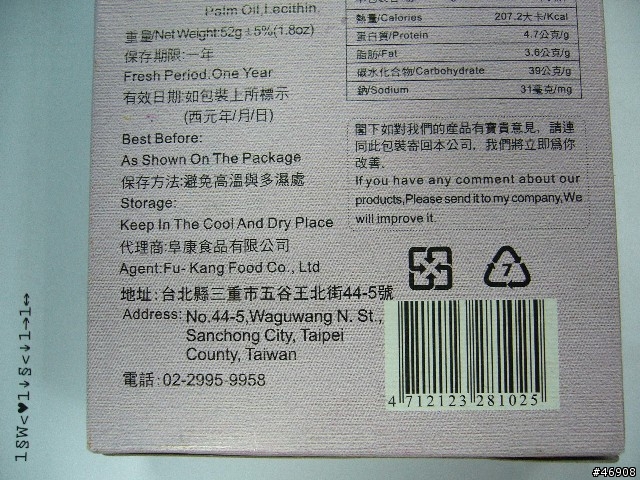 Palm Oil, Lecithin,
重量/Net Weight:52g±5%(1.8oz)
保存期限:一年
Fresh Period.One Year
有效日期:如包裝上所標示
(西元年/月/日)
Best Before:
As Shown On The Package
保存方法:避免高溫與多濕處
Storage:
Keep In The Cool And Dry Place
代理商:阜康食品有限公司
Agent:Fu- Kang Food Co., Ltd
地址:台北縣三重市五谷王北街44-5號
Address: No.44-5,Waguwang N. St.,
Sanchong City, Taipei
County, Taiwan
電話:02-2995-9958
熱量/Calories 207.2大卡/Kcal
蛋白質/Protein 4.7公克/g
脂肪/Fat 3.6公克/g
碳水化合物/Carbohydrate 39公克/g
鈉/Sodium 31毫克/mg
閣下如對我們的產品有寶貴意見, 請連
同此包裝寄回本公司, 我們將立即爲你
改善.
If you have any comment about our
products,Please send it to my company,We
will improve it.
7
4 712123 281025
1§W<♥1↓§<↓1→1↔
#46908